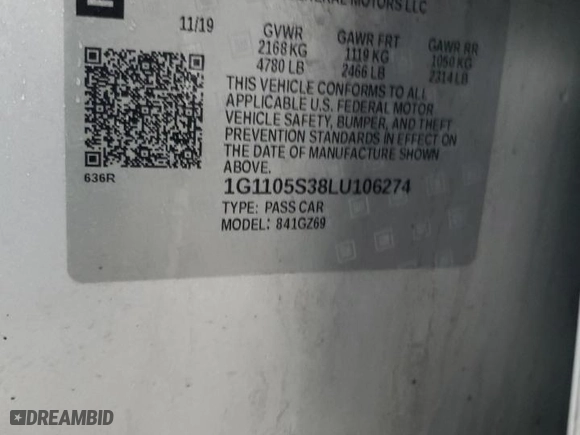 MOTORS LLC
11/19
GVWR GAWR FRT GAWR RR
2168 KG 1119 KG 1050 KG
4780 LB 2466 LB 2314 LB
THIS VEHICLE CONFORMS TO ALL
APPLICABLE U.S. FEDERAL MOTOR
VEHICLE SAFETY, BUMPER, AND THEFT
PREVENTION STANDARDS IN EFFECT ON
THE DATE OF MANUFACTURE SHOWN
ABOVE.
636R
1G1105S38LU106274
TYPE: PASS CAR
MODEL: 841GZ69
DREAMBID